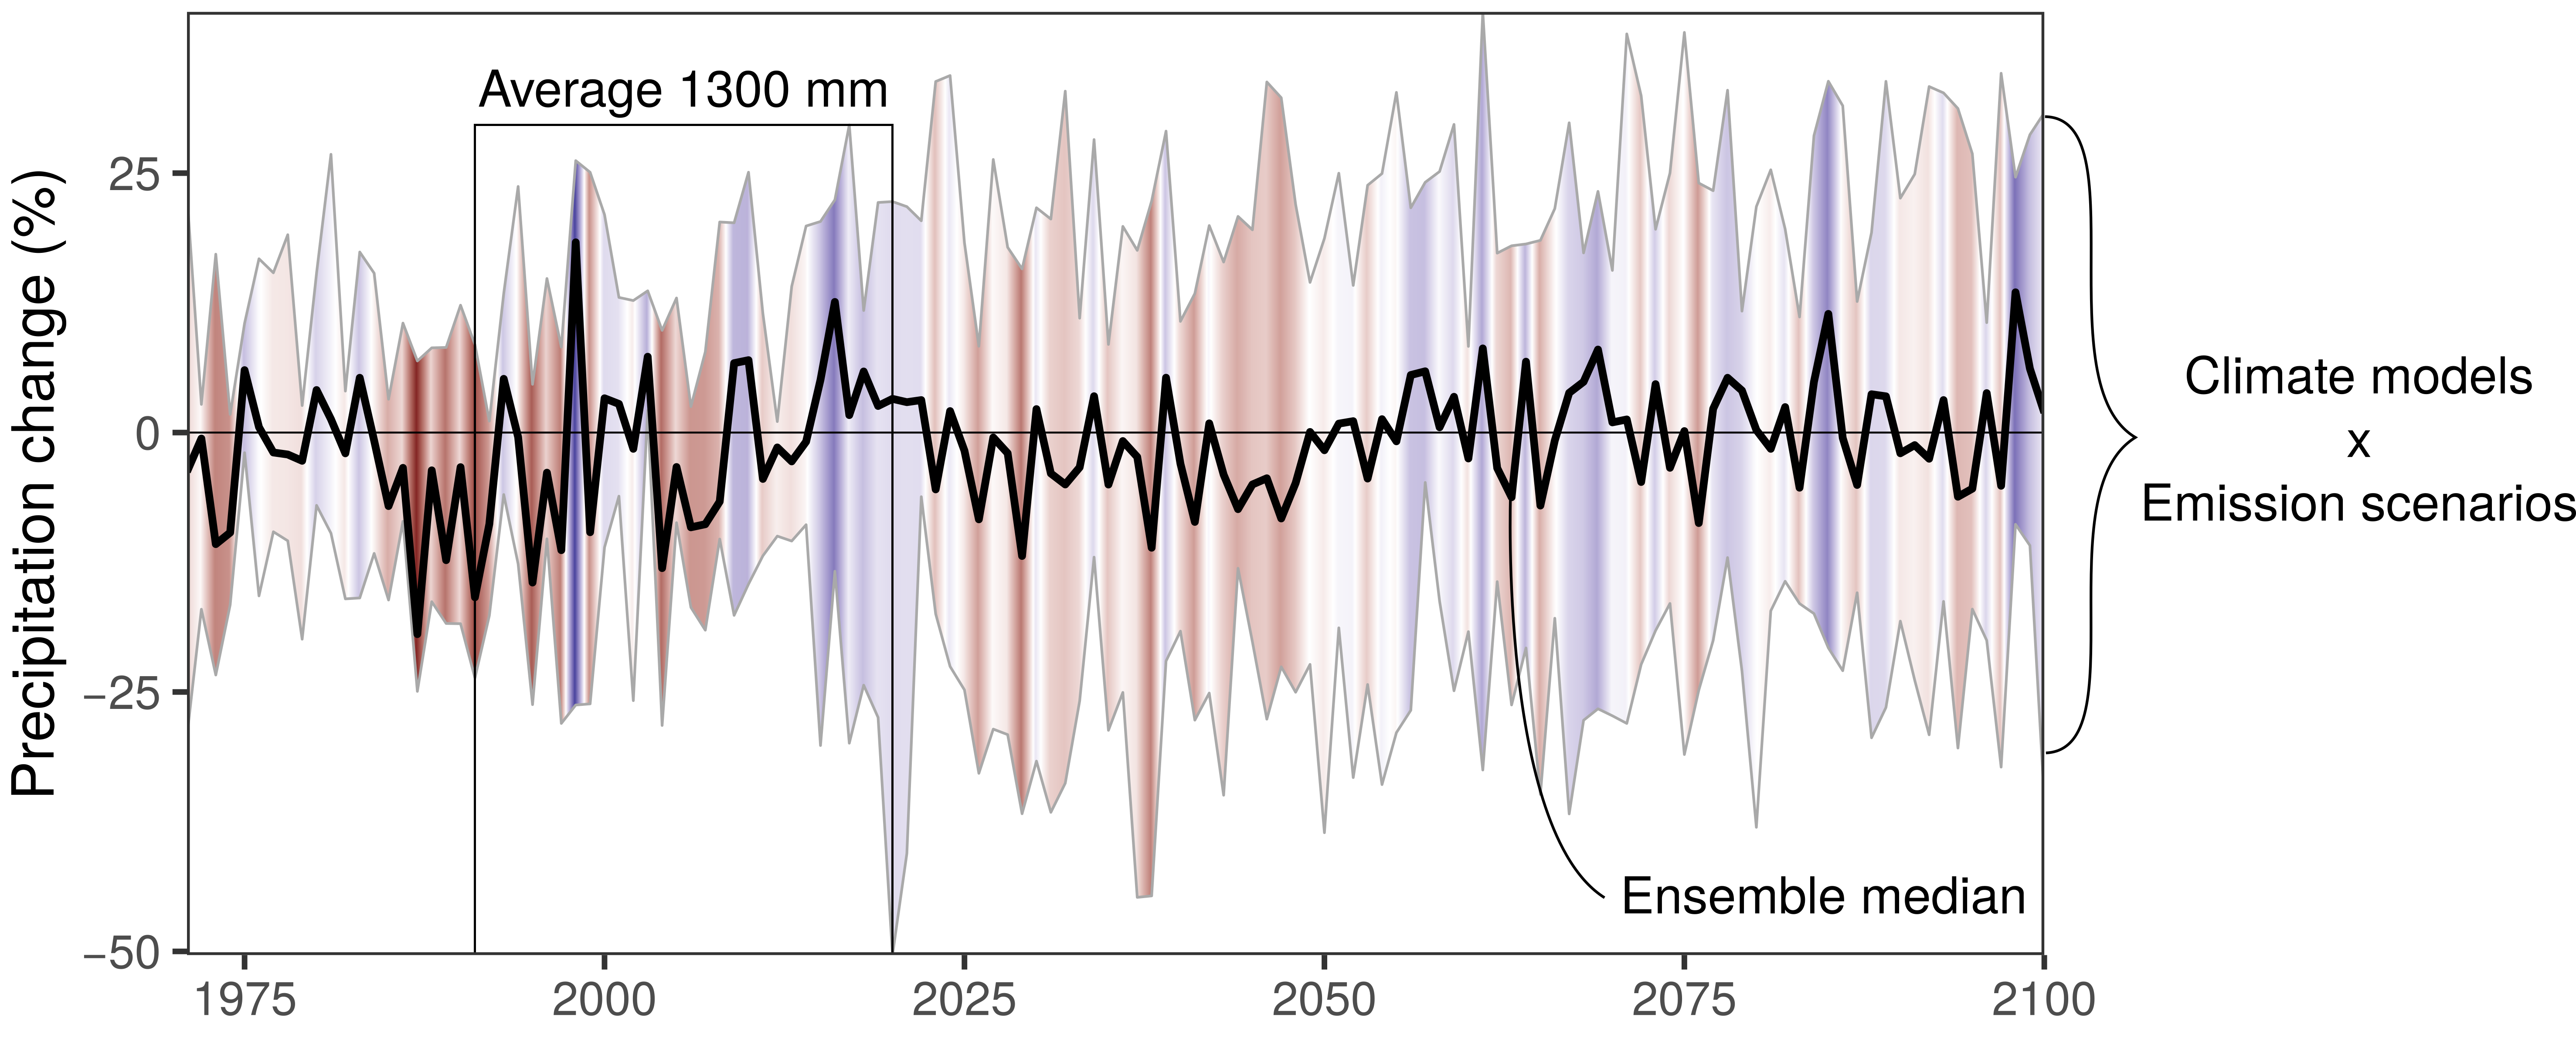 Precipitation change (%)
25
0
−25
−50
Average 1300 mm
Climate models
x
Emission scenarios
Ensemble median
1975
2000
2025
2050
2075
2100